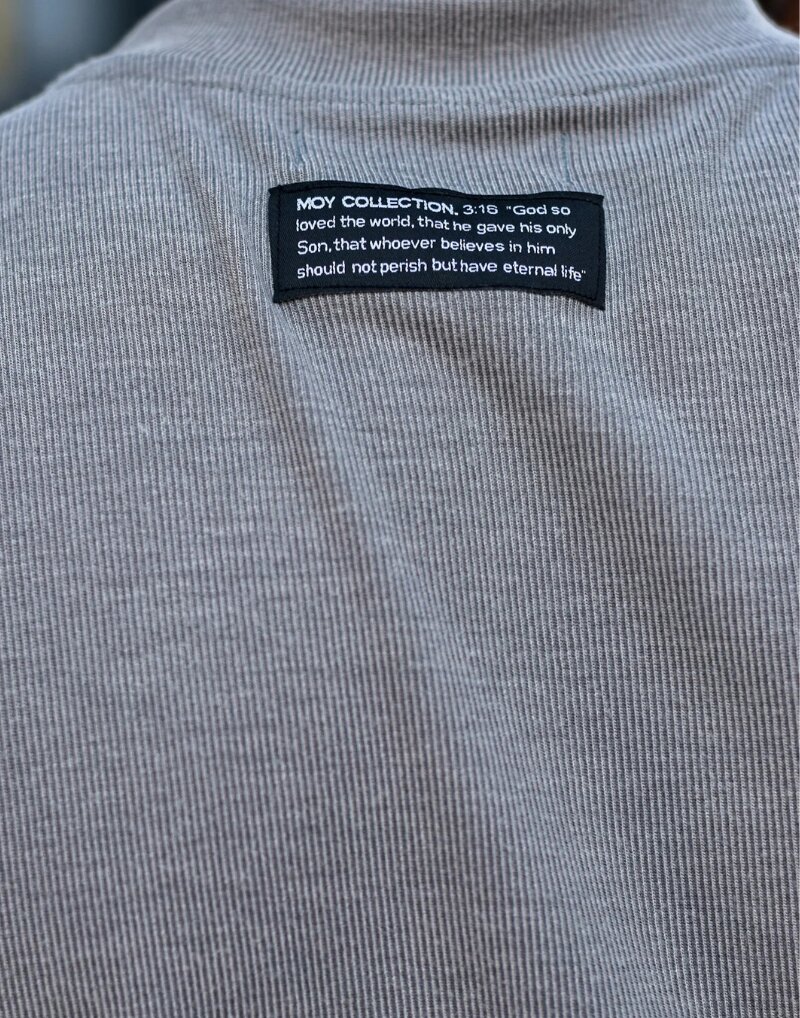 MOY COLLECTION. 3:16 "God so
loved the world, that he gave his only
Son, that whoever believes in him
should not perish but have eternal life"